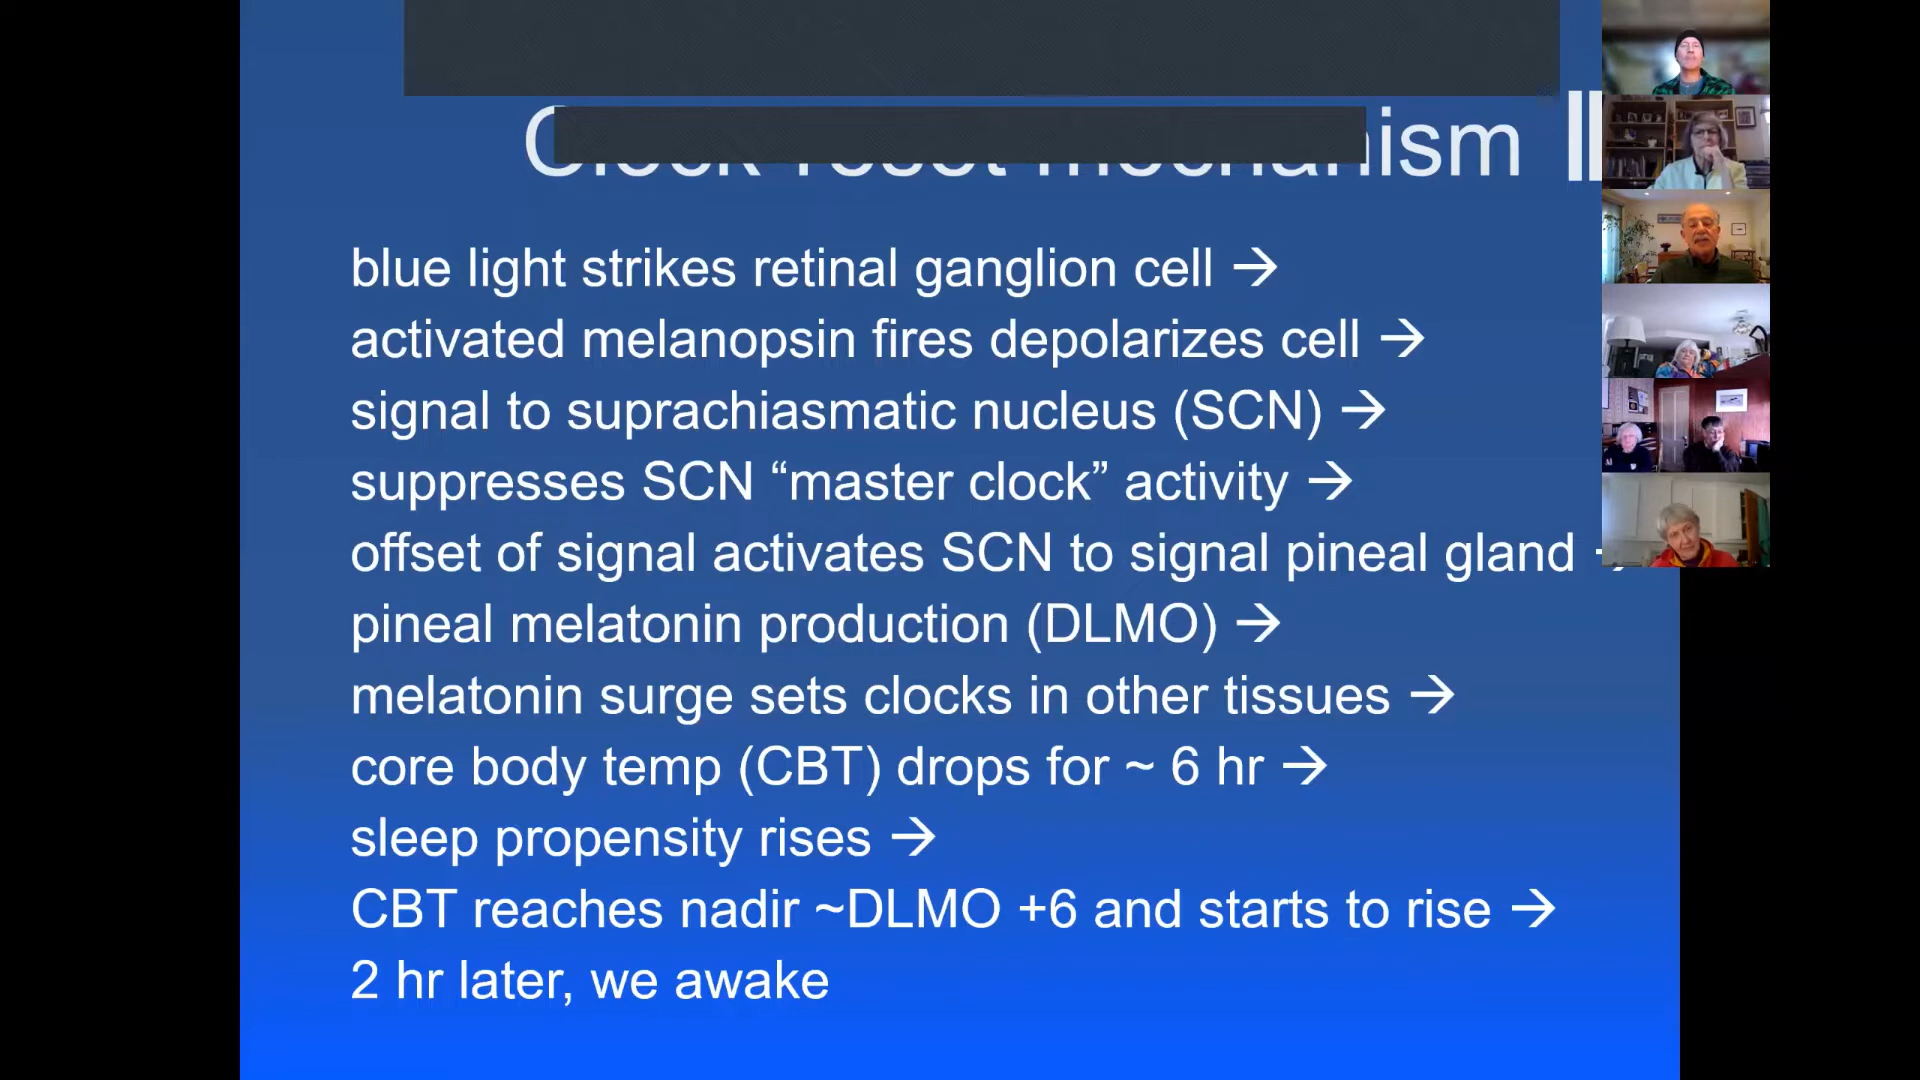 Clock reset mechanism
blue light strikes retinal ganglion cell →
activated melanopsin fires depolarizes cell →
signal to suprachiasmatic nucleus (SCN) →
suppresses SCN “master clock” activity →
offset of signal activates SCN to signal pineal gland →
pineal melatonin production (DLMO) →
melatonin surge sets clocks in other tissues →
core body temp (CBT) drops for ~ 6 hr →
sleep propensity rises →
CBT reaches nadir ~DLMO +6 and starts to rise →
2 hr later, we awake